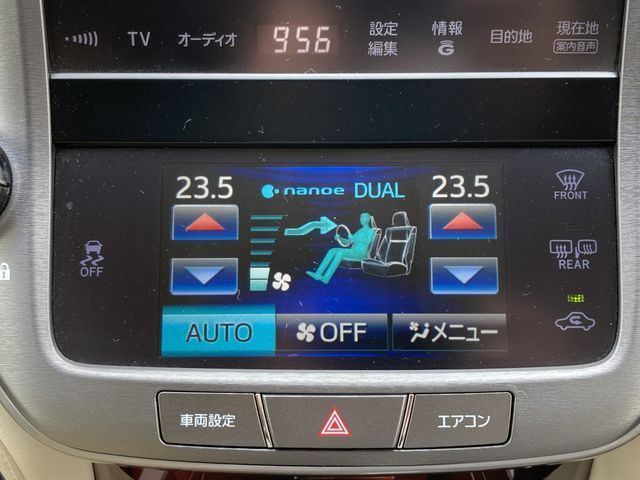 TV オーディオ 956 設定 編集 情報 G 目的地 現在地 案内音声
23.5 nanoe DUAL 23.5
FRONT
OFF
REAR
AUTO OFF メニュー
車両設定 エアコン